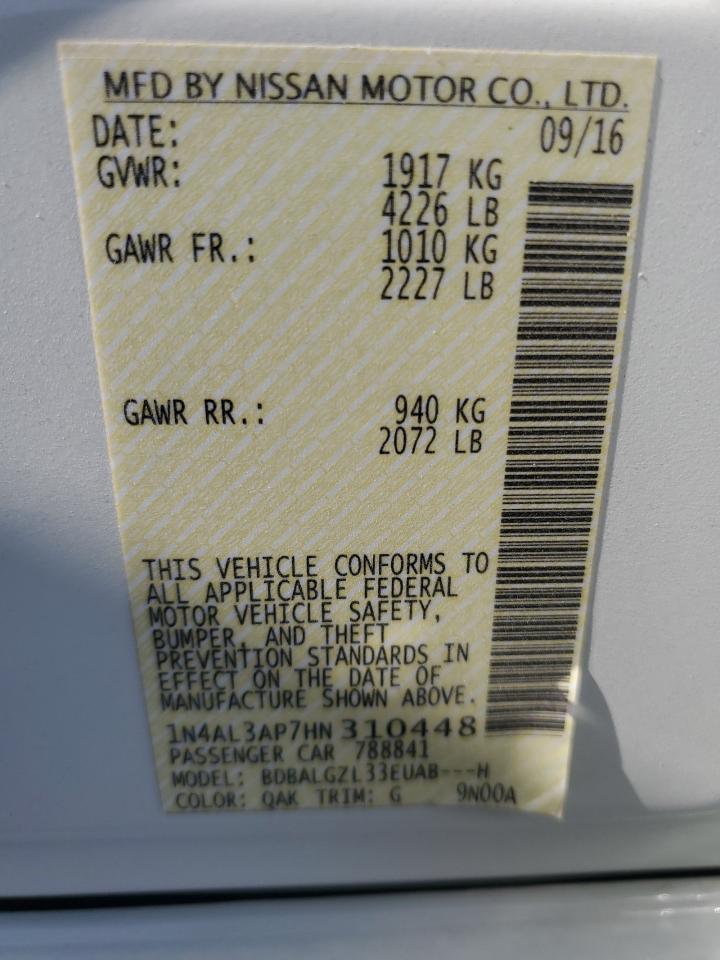 MFD BY NISSAN MOTOR CO., LTD.
DATE: 09/16
GVWR: 1917 KG
4226 LB
GAWR FR.: 1010 KG
2227 LB
GAWR RR.: 940 KG
2072 LB
THIS VEHICLE CONFORMS TO
ALL APPLICABLE FEDERAL
MOTOR VEHICLE SAFETY,
BUMPER, AND THEFT
PREVENTION STANDARDS IN
EFFECT ON THE DATE OF
MANUFACTURE SHOWN ABOVE.
1N4AL3AP7HN 310448
PASSENGER CAR 788841
MODEL: BDBALGZL33EUAB---H
COLOR: QAK TRIM: G 9N00A